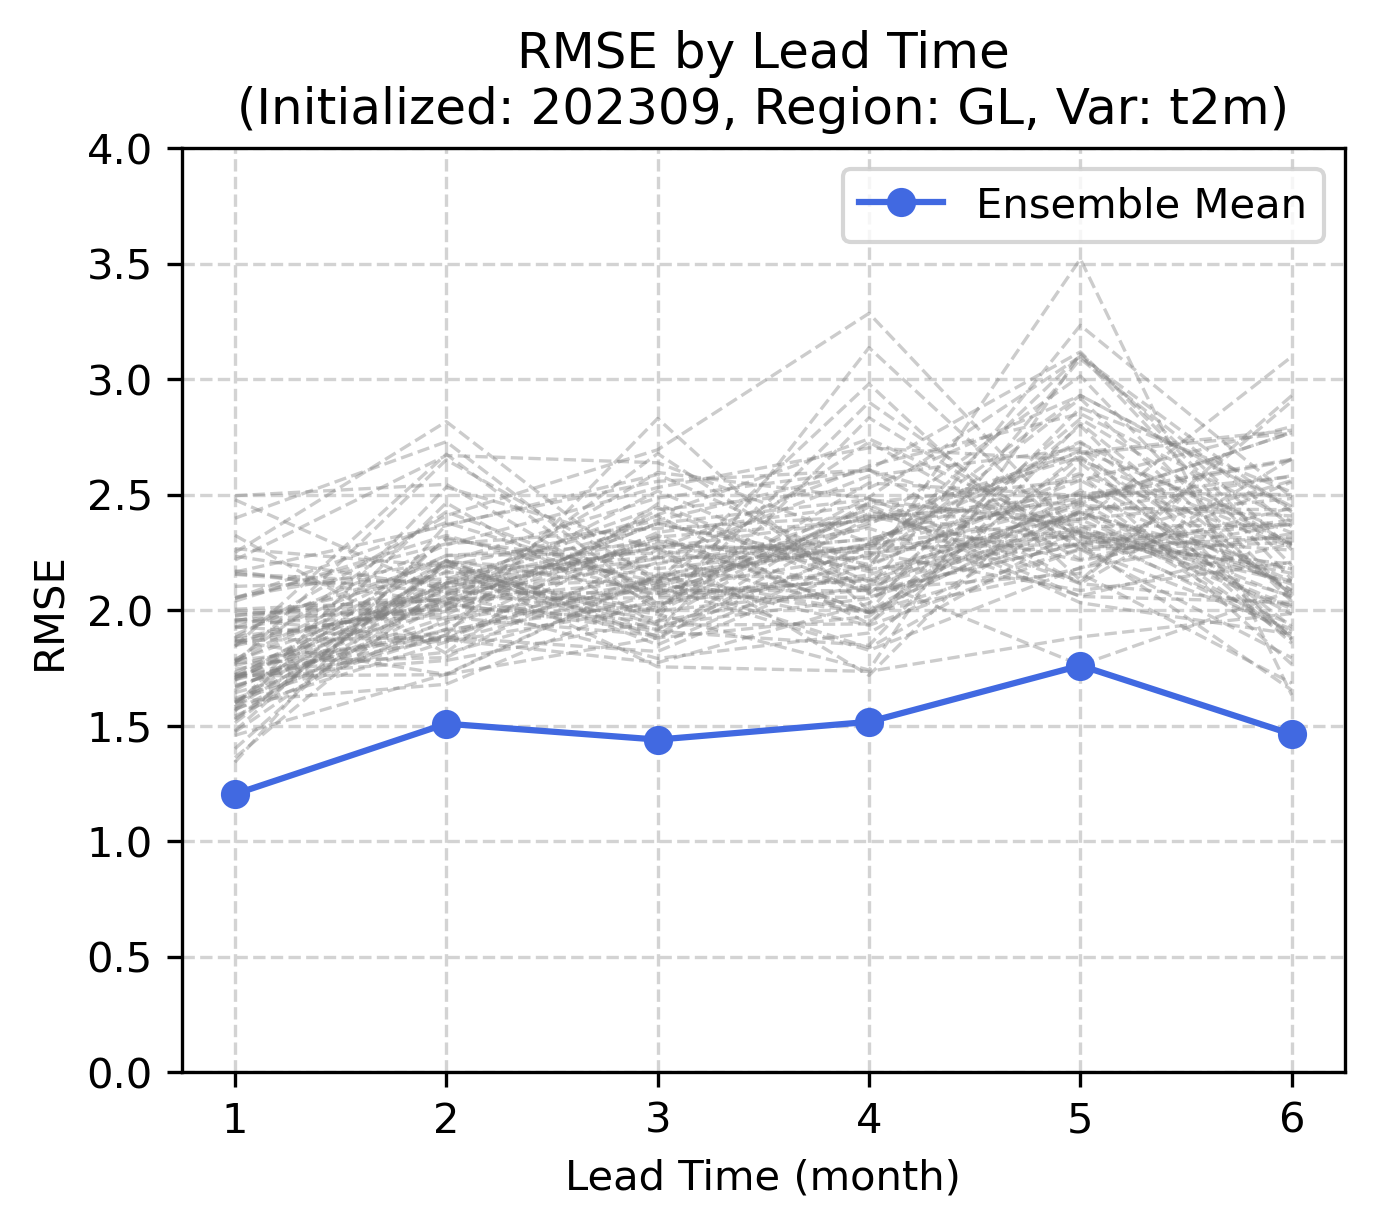 RMSE by Lead Time
(Initialized: 202309, Region: GL, Var: t2m)
Ensemble Mean
RMSE
4.0
3.5
3.0
2.5
2.0
1.5
1.0
0.5
0.0
1 2 3 4 5 6
Lead Time (month)